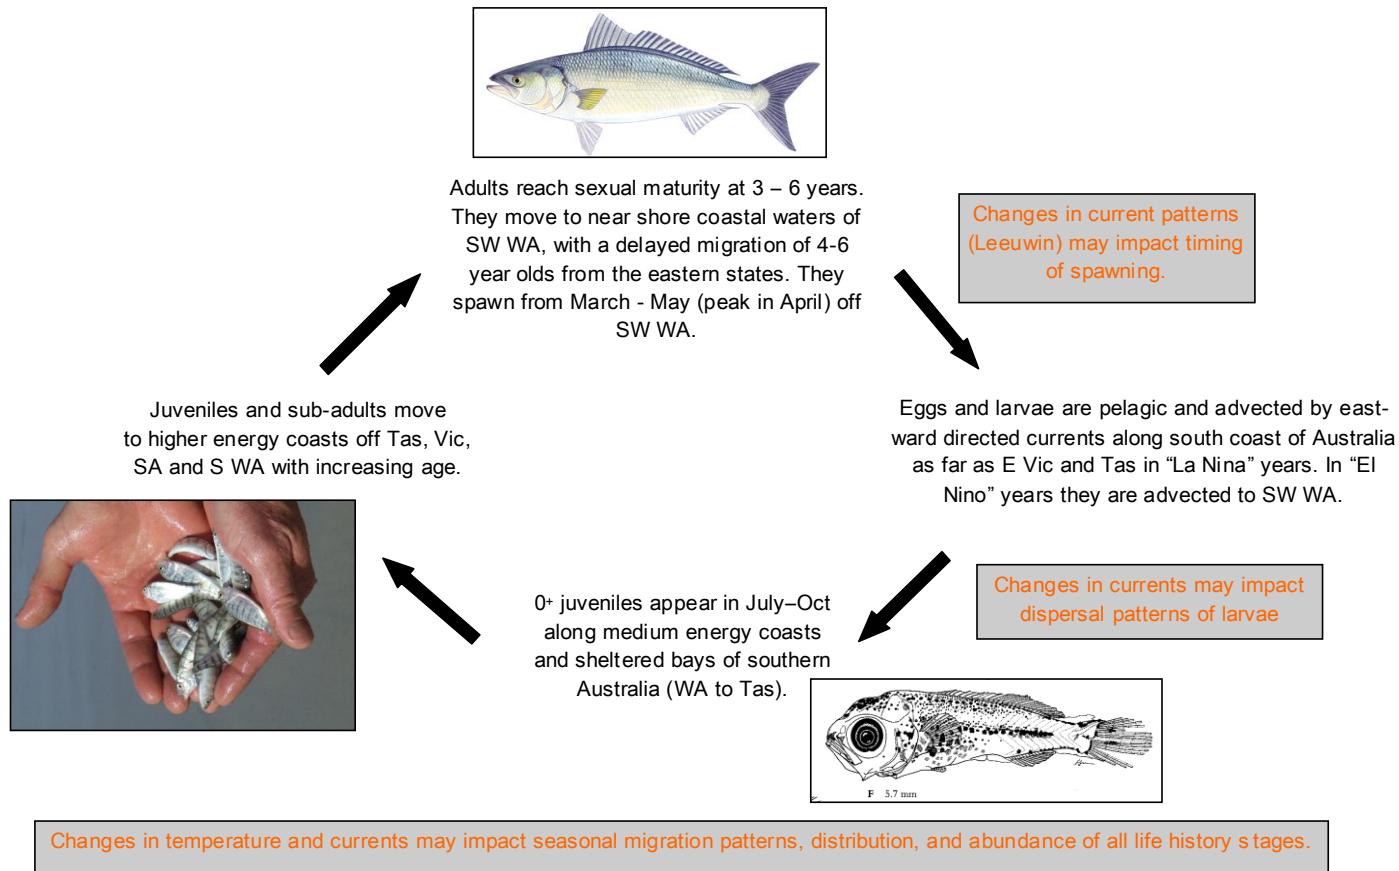 Adults reach sexual maturity at 3 – 6 years.
They move to near shore coastal waters of
SW WA, with a delayed migration of 4-6
year olds from the eastern states. They
spawn from March - May (peak in April) off
SW WA.
Changes in current patterns
(Leeuwin) may impact timing
of spawning.
Eggs and larvae are pelagic and advected by east-
ward directed currents along south coast of Australia
as far as E Vic and Tas in “La Nina” years. In “El
Nino” years they are advected to SW WA.
Changes in currents may impact
dispersal patterns of larvae
0+ juveniles appear in July–Oct
along medium energy coasts
and sheltered bays of southern
Australia (WA to Tas).
F 5.7 mm
Juveniles and sub-adults move
to higher energy coasts off Tas, Vic,
SA and S WA with increasing age.
Changes in temperature and currents may impact seasonal migration patterns, distribution, and abundance of all life history stages.